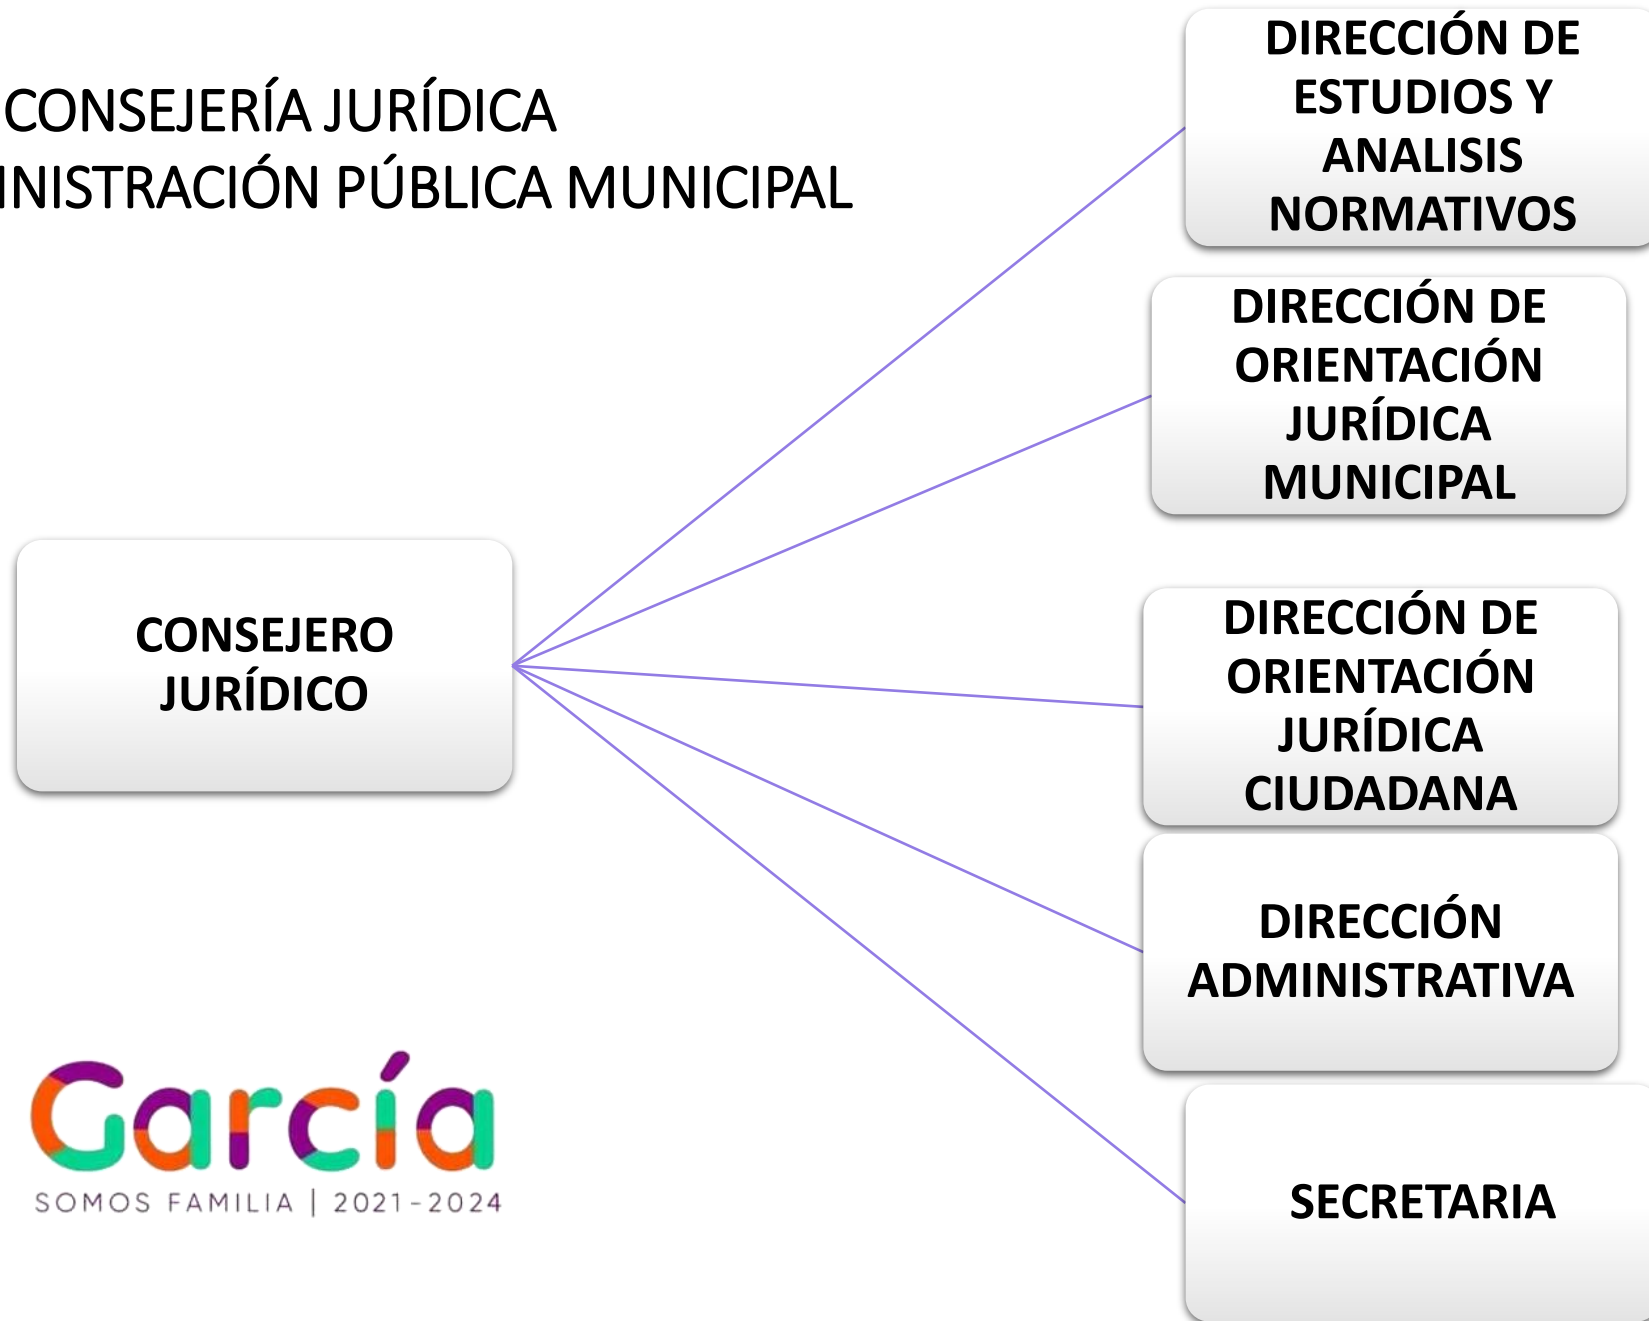 CONSEJERÍA JURÍDICA
INISTRACIÓN PÚBLICA MUNICIPAL
DIRECCIÓN DE
ESTUDIOS Y
ANALISIS
NORMATIVOS
DIRECCIÓN DE
ORIENTACIÓN
JURÍDICA
MUNICIPAL
CONSEJERO
JURÍDICO
DIRECCIÓN DE
ORIENTACIÓN
JURÍDICA
CIUDADANA
DIRECCIÓN
ADMINISTRATIVA
SECRETARIA
García
SOMOS FAMILIA | 2021-2024